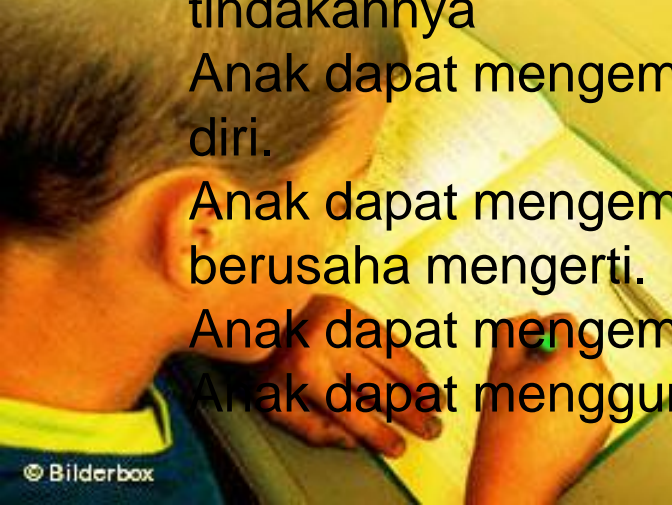 tindakannya
Anak dapat mengem
diri.
Anak dapat mengem
berusaha mengerti.
Anak dapat mengem
Anak dapat menggu
© Bilderbox